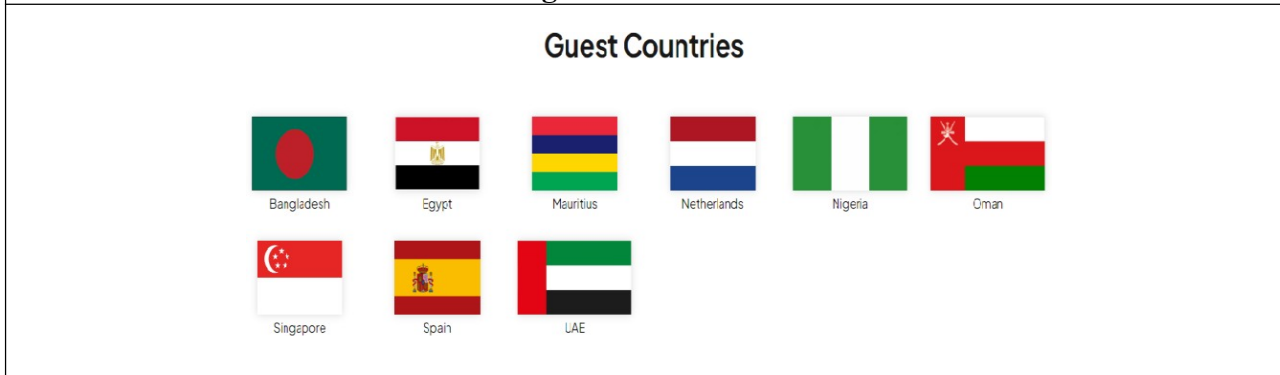 Guest Countries
Bangladesh Egypt Mauritius Netherlands Nigeria Oman
Singapore Spain UAE